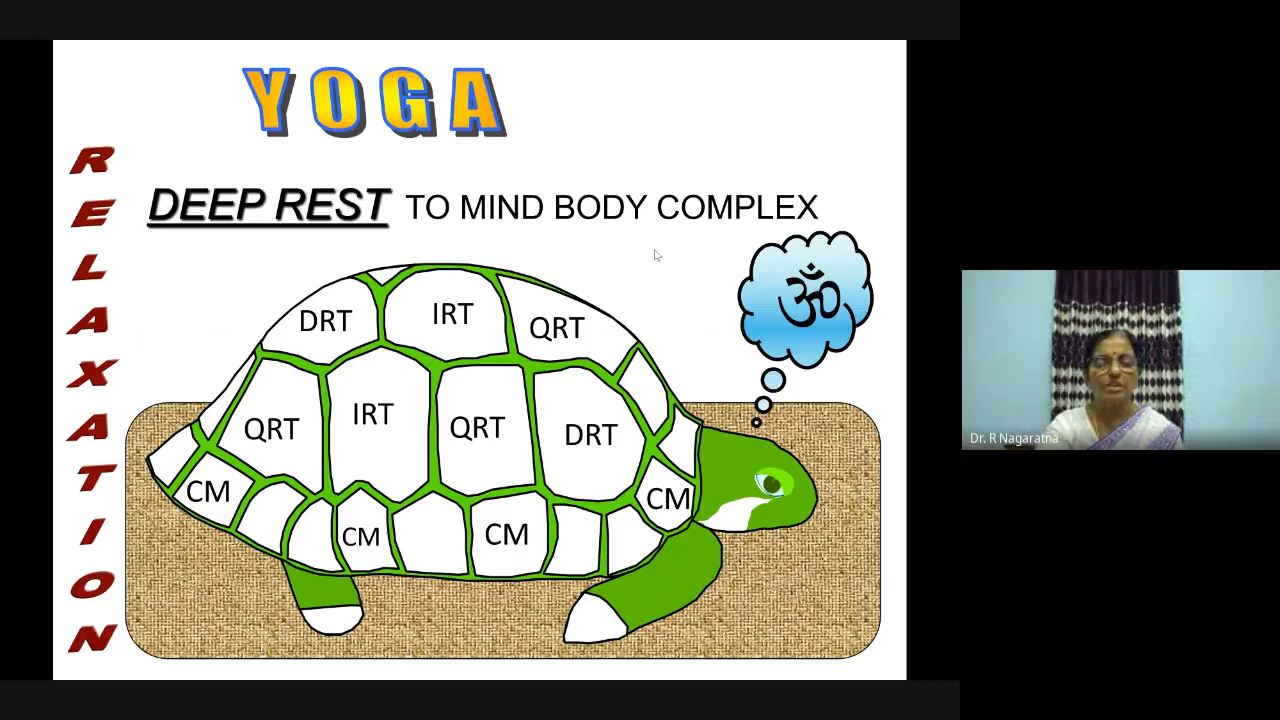 YOGA
RELAXATION
DEEP REST TO MIND BODY COMPLEX
ॐ
DRT IRT QRT
QRT IRT QRT DRT
CM CM CM CM
Dr. R Nagaratna